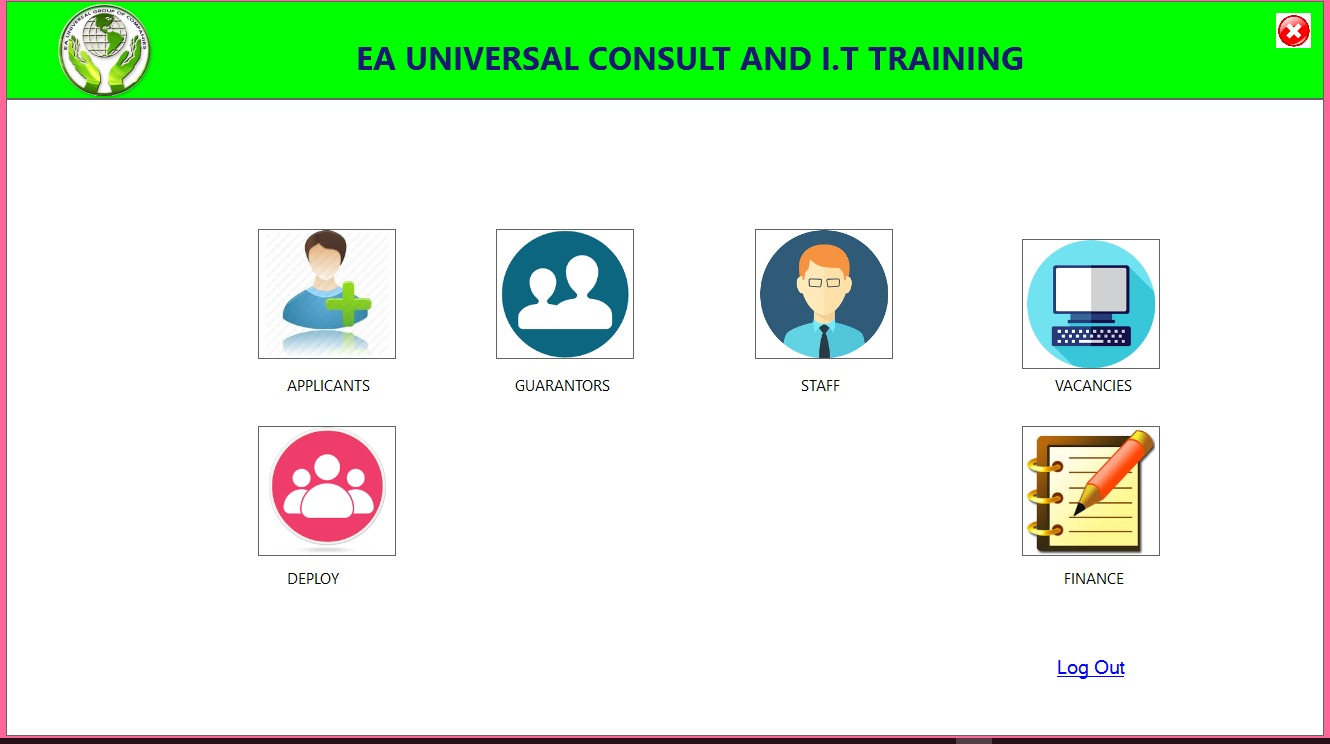 EA UNIVERSAL GROUP OF COMPANIES
EA UNIVERSAL CONSULT AND I.T TRAINING
APPLICANTS
GUARANTORS
STAFF
VACANCIES
DEPLOY
FINANCE
Log Out